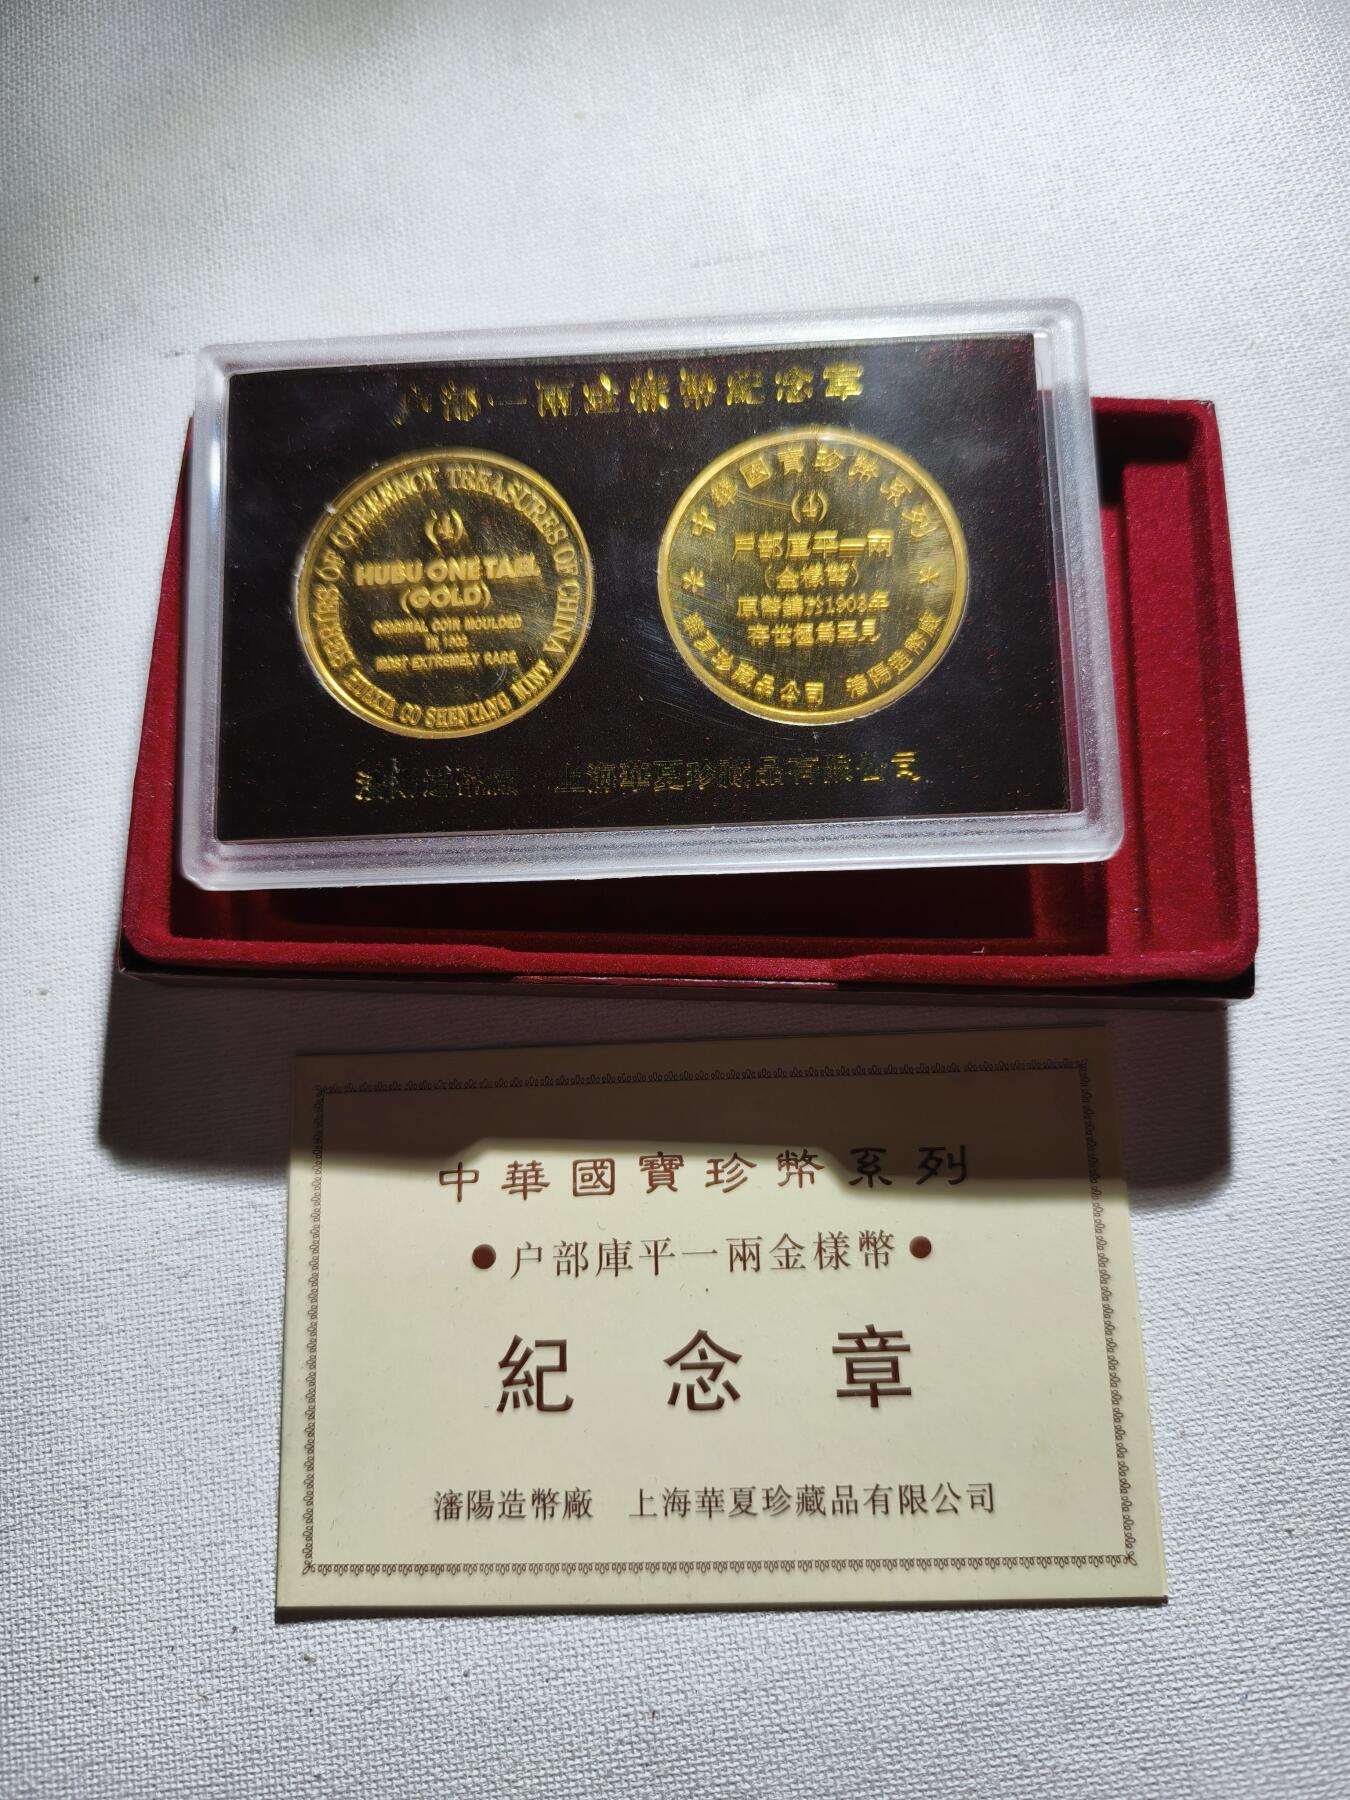 户部一兩金樣幣紀念章
SERIES OF CURRENCY TREASURES OF CHINA
(4)
HUBU ONE TAEL
(GOLD)
ORIGINAL COIN MOULDED
IN 1903
MOST EXTREMELY RARE
HUAXIA CO SHENYANG MINT
中華國寶珍幣系列
(4)
戶部庫平一兩
(金樣幣)
原幣鑄於1903年
存世極爲罕見
華夏珍藏品公司 瀋陽造幣廠
瀋陽造幣廠 上海華夏珍藏品有限公司
中華國寶珍幣系列
●户部庫平一兩金樣幣●
紀念章
瀋陽造幣廠 上海華夏珍藏品有限公司